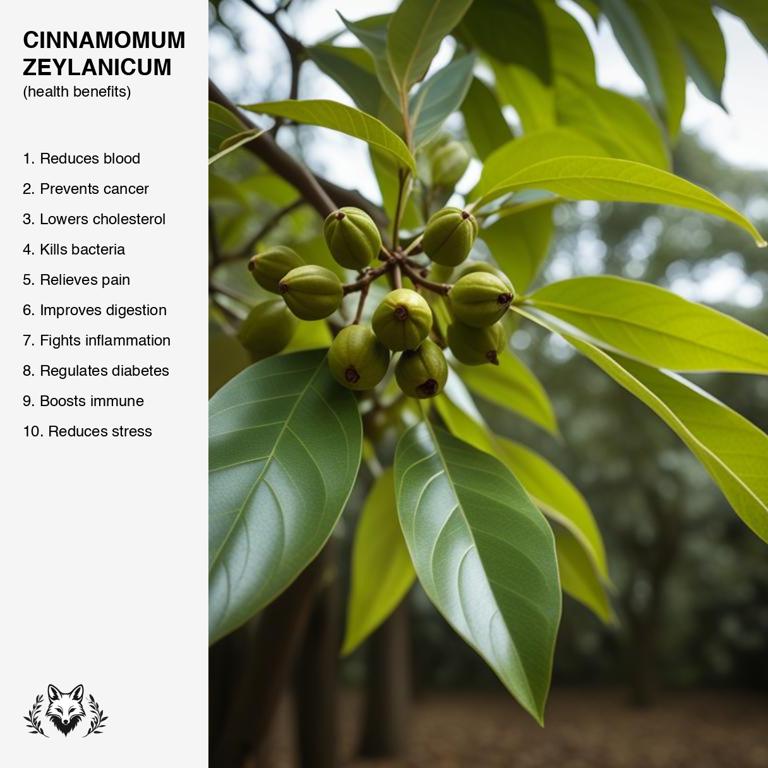 CINNAMOMUM
ZEYLANICUM
(health benefits)
1. Reduces blood
2. Prevents cancer
3. Lowers cholesterol
4. Kills bacteria
5. Relieves pain
6. Improves digestion
7. Fights inflammation
8. Regulates diabetes
9. Boosts immune
10. Reduces stress